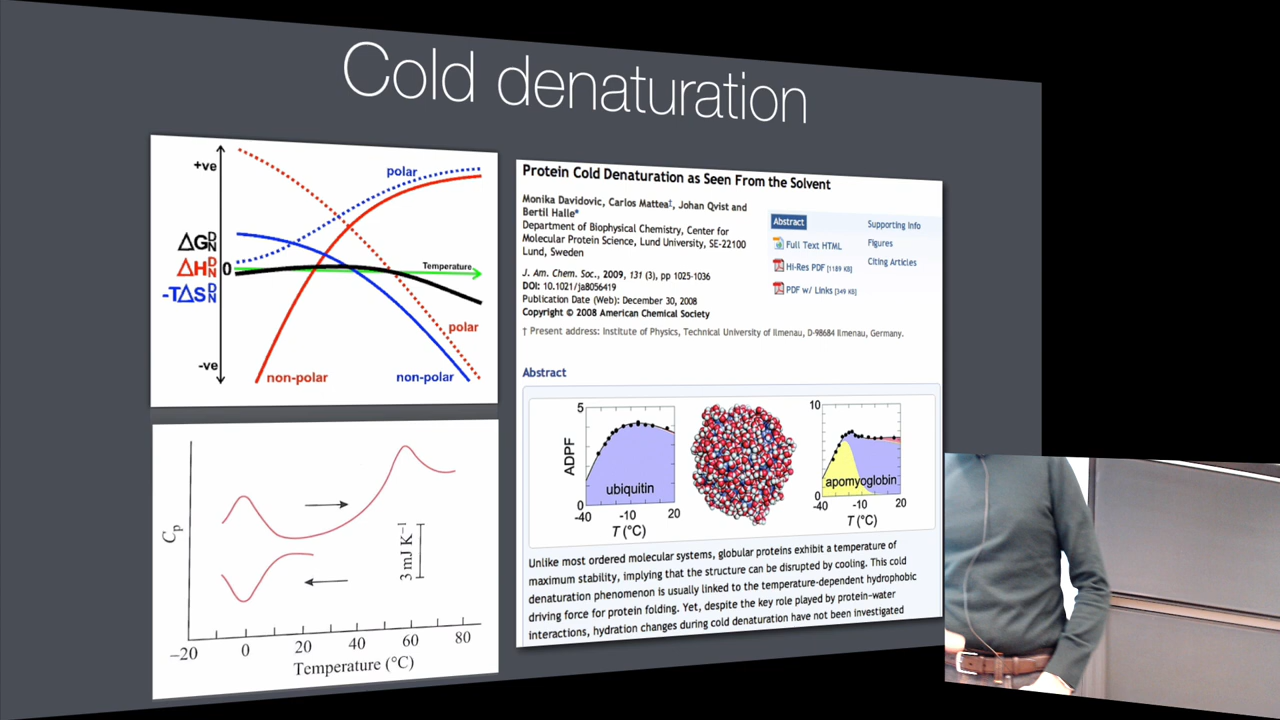 Cold denaturation
+ve
polar
ΔG D N
ΔH D N
0
Temperature
-TΔS D N
polar
-ve
non-polar
non-polar
Cp
3 mJ K⁻¹
−20
0
20
40
60
80
Temperature (°C)
Protein Cold Denaturation as Seen From the Solvent
Monika Davidovic, Carlos Mattea‡, Johan Qvist and
Bertil Halle*
Department of Biophysical Chemistry, Center for
Molecular Protein Science, Lund University, SE-22100
Lund, Sweden
J. Am. Chem. Soc., 2009, 131 (3), pp 1025-1036
DOI: 10.1021/ja8056419
Publication Date (Web): December 30, 2008
Copyright © 2008 American Chemical Society
† Present address: Institute of Physics, Technical University of Ilmenau, D-98684 Ilmenau, Germany.
Abstract
Full Text HTML
Hi-Res PDF [1189 KB]
PDF w/ Links [349 KB]
Supporting Info
Figures
Citing Articles
Abstract
5
ADPF
0
ubiquitin
-40
-10
20
T (°C)
10
0
apomyoglobin
-40
-10
20
T (°C)
Unlike most ordered molecular systems, globular proteins exhibit a temperature of
maximum stability, implying that the structure can be disrupted by cooling. This cold
denaturation phenomenon is usually linked to the temperature-dependent hydrophobic
driving force for protein folding. Yet, despite the key role played by protein-water
interactions, hydration changes during cold denaturation have not been investigated